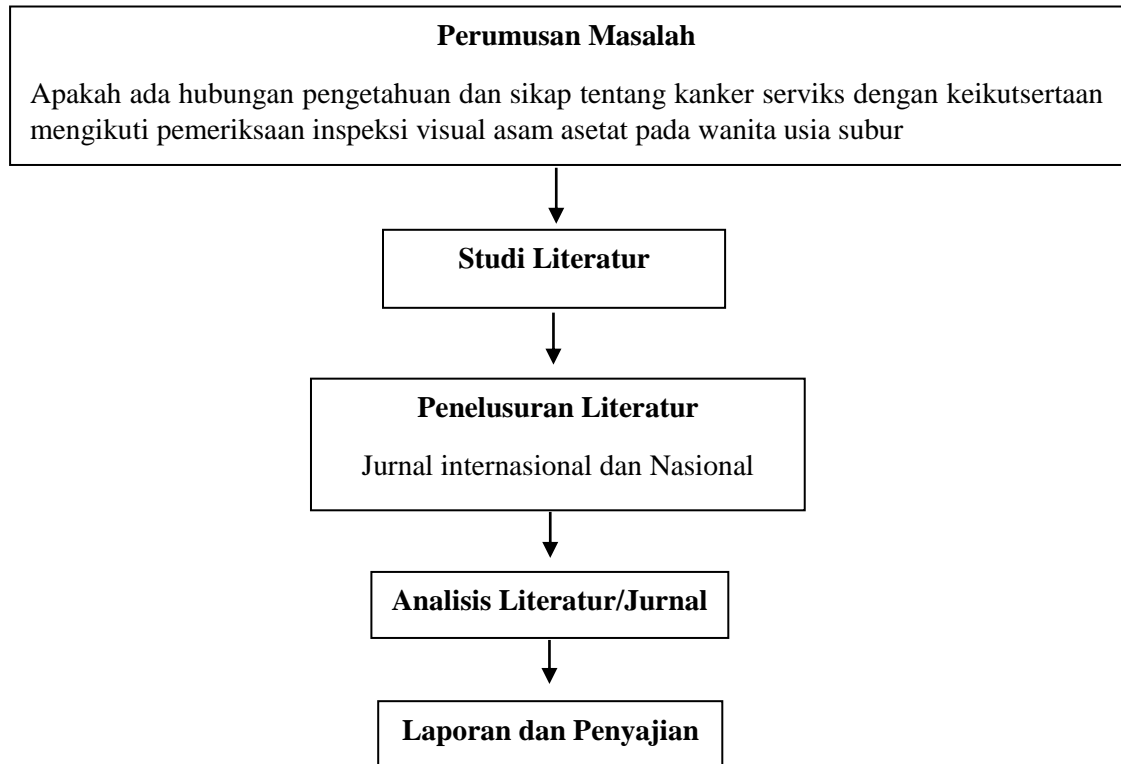 Perumusan Masalah
Apakah ada hubungan pengetahuan dan sikap tentang kanker serviks dengan keikutsertaan
mengikuti pemeriksaan inspeksi visual asam asetat pada wanita usia subur
Studi Literatur
Penelusuran Literatur
Jurnal internasional dan Nasional
Analisis Literatur/Jurnal
Laporan dan Penyajian